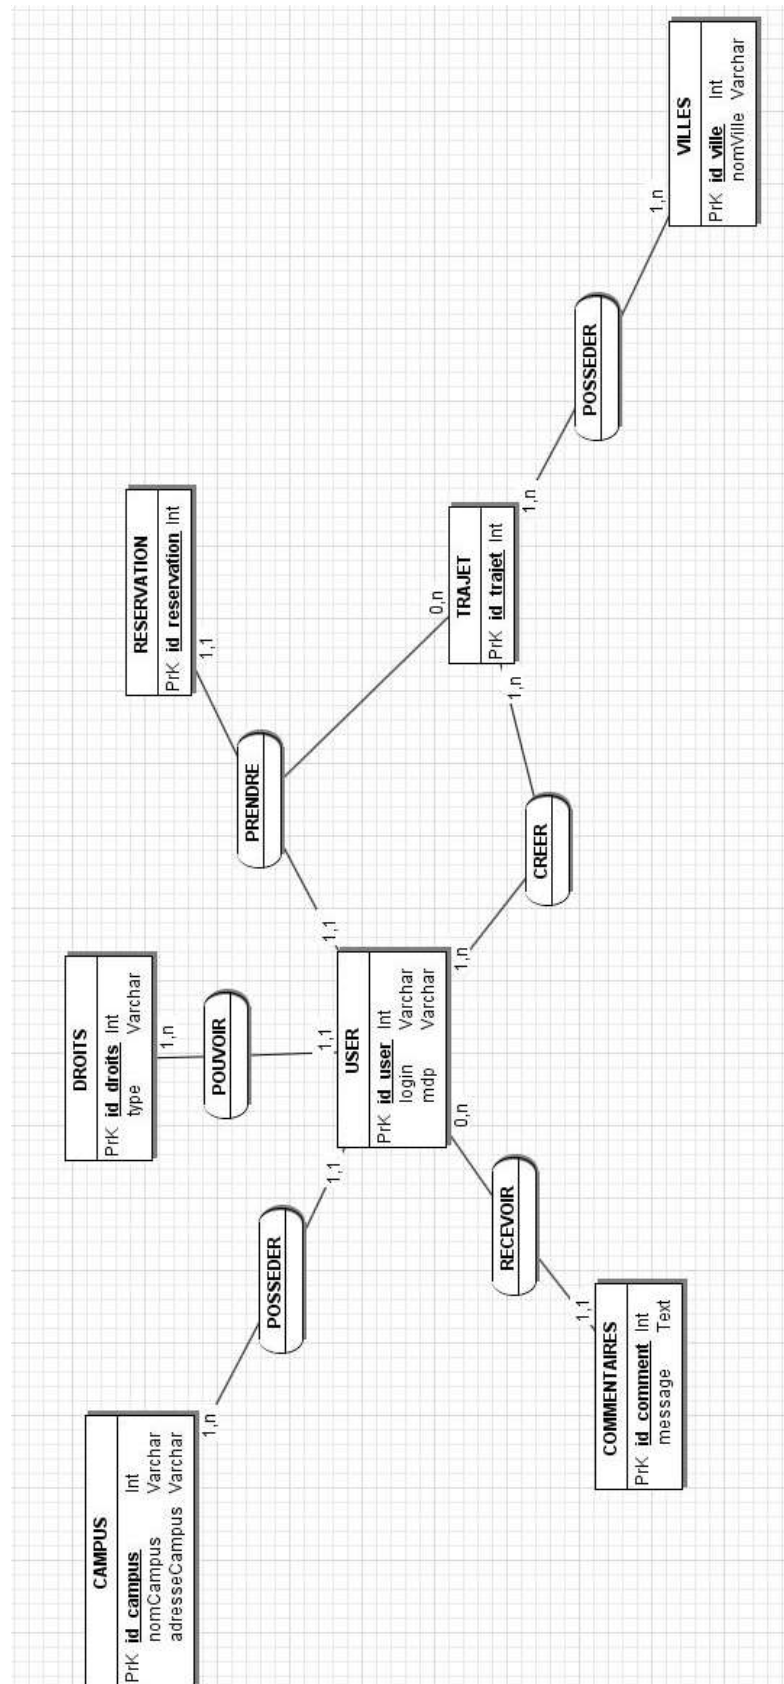 CAMPUS
PrK id_campus Int
nomCampus Varchar
adresseCampus Varchar
1,n
POSSEDER
1,1
DROITS
PrK id_droits Int
type Varchar
1,n
POUVOIR
1,1
RESERVATION
PrK id_reservation Int
1,1
PRENDRE
1,1
0,n
USER
PrK id_user Int
login Varchar
mdp Varchar
0,n
RECEVOIR
1,1
COMMENTAIRES
PrK id_comment Int
message Text
1,n
CREER
1,n
TRAJET
PrK id_trajet Int
1,n
POSSEDER
1,n
VILLES
PrK id_ville Int
nomVille Varchar